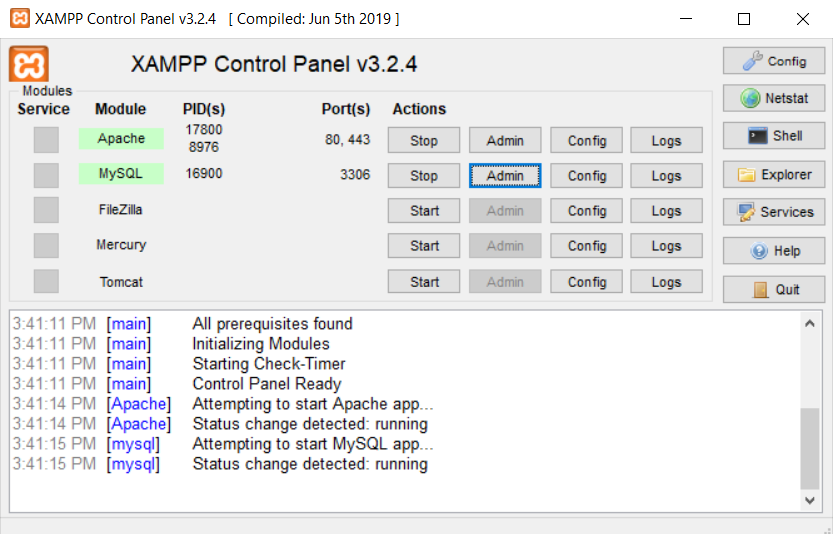 XAMPP Control Panel v3.2.4 [ Compiled: Jun 5th 2019 ]
XAMPP Control Panel v3.2.4
Config
Modules
Service Module PID(s) Port(s) Actions
Netstat
Apache 17800 8976 80, 443 Stop Admin Config Logs
Shell
MySQL 16900 3306 Stop Admin Config Logs
Explorer
FileZilla Start Admin Config Logs
Services
Mercury Start Admin Config Logs
Help
Tomcat Start Admin Config Logs
Quit
3:41:11 PM [main] All prerequisites found
3:41:11 PM [main] Initializing Modules
3:41:11 PM [main] Starting Check-Timer
3:41:11 PM [main] Control Panel Ready
3:41:14 PM [Apache] Attempting to start Apache app...
3:41:14 PM [Apache] Status change detected: running
3:41:15 PM [mysql] Attempting to start MySQL app...
3:41:15 PM [mysql] Status change detected: running